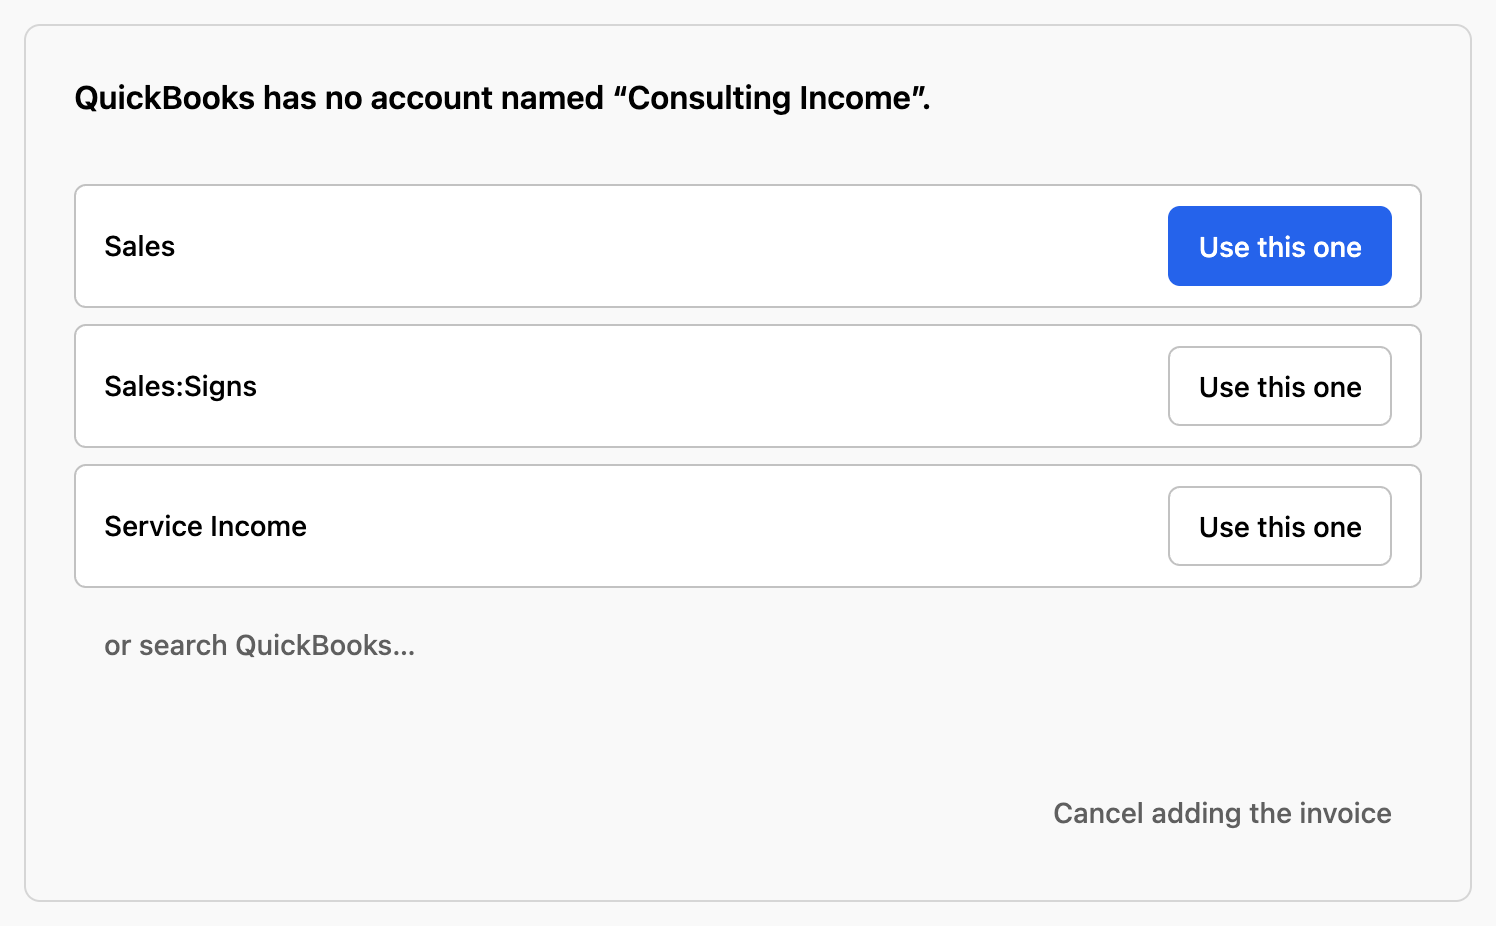 QuickBooks has no account named “Consulting Income”.
Sales
Use this one
Sales:Signs
Use this one
Service Income
Use this one
or search QuickBooks...
Cancel adding the invoice